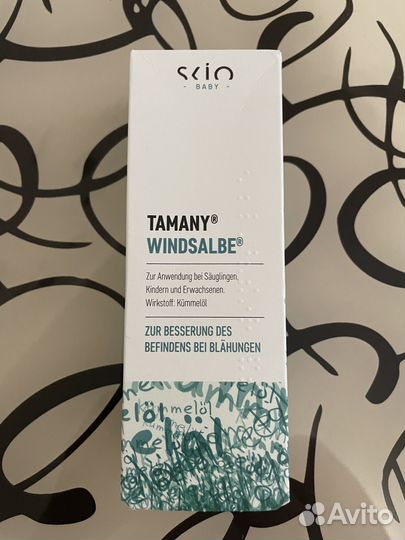 SKIO
- BABY -
TAMANY®
WINDSALBE®
Zur Anwendung bei Säuglingen,
Kindern und Erwachsenen.
Wirkstoff: Kümmelöl
ZUR BESSERUNG DES
BEFINDENS BEI BLÄHUNGEN
melöl
Avito